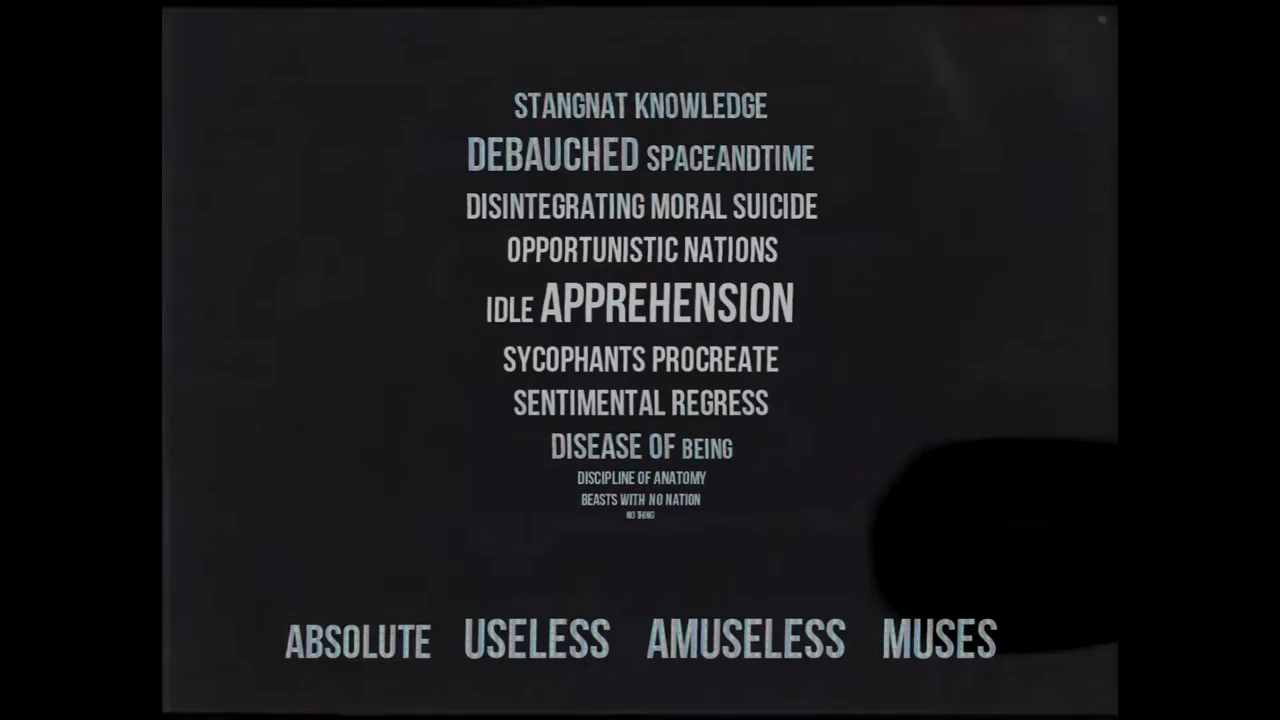 STANGNAT KNOWLEDGE
DEBAUCHED SPACEANDTIME
DISINTEGRATING MORAL SUICIDE
OPPORTUNISTIC NATIONS
IDLE APPREHENSION
SYCOPHANTS PROCREATE
SENTIMENTAL REGRESS
DISEASE OF BEING
DISCIPLINE OF ANATOMY
BEASTS WITH NO NATION
NO THING
ABSOLUTE USELESS AMUSELESS MUSES